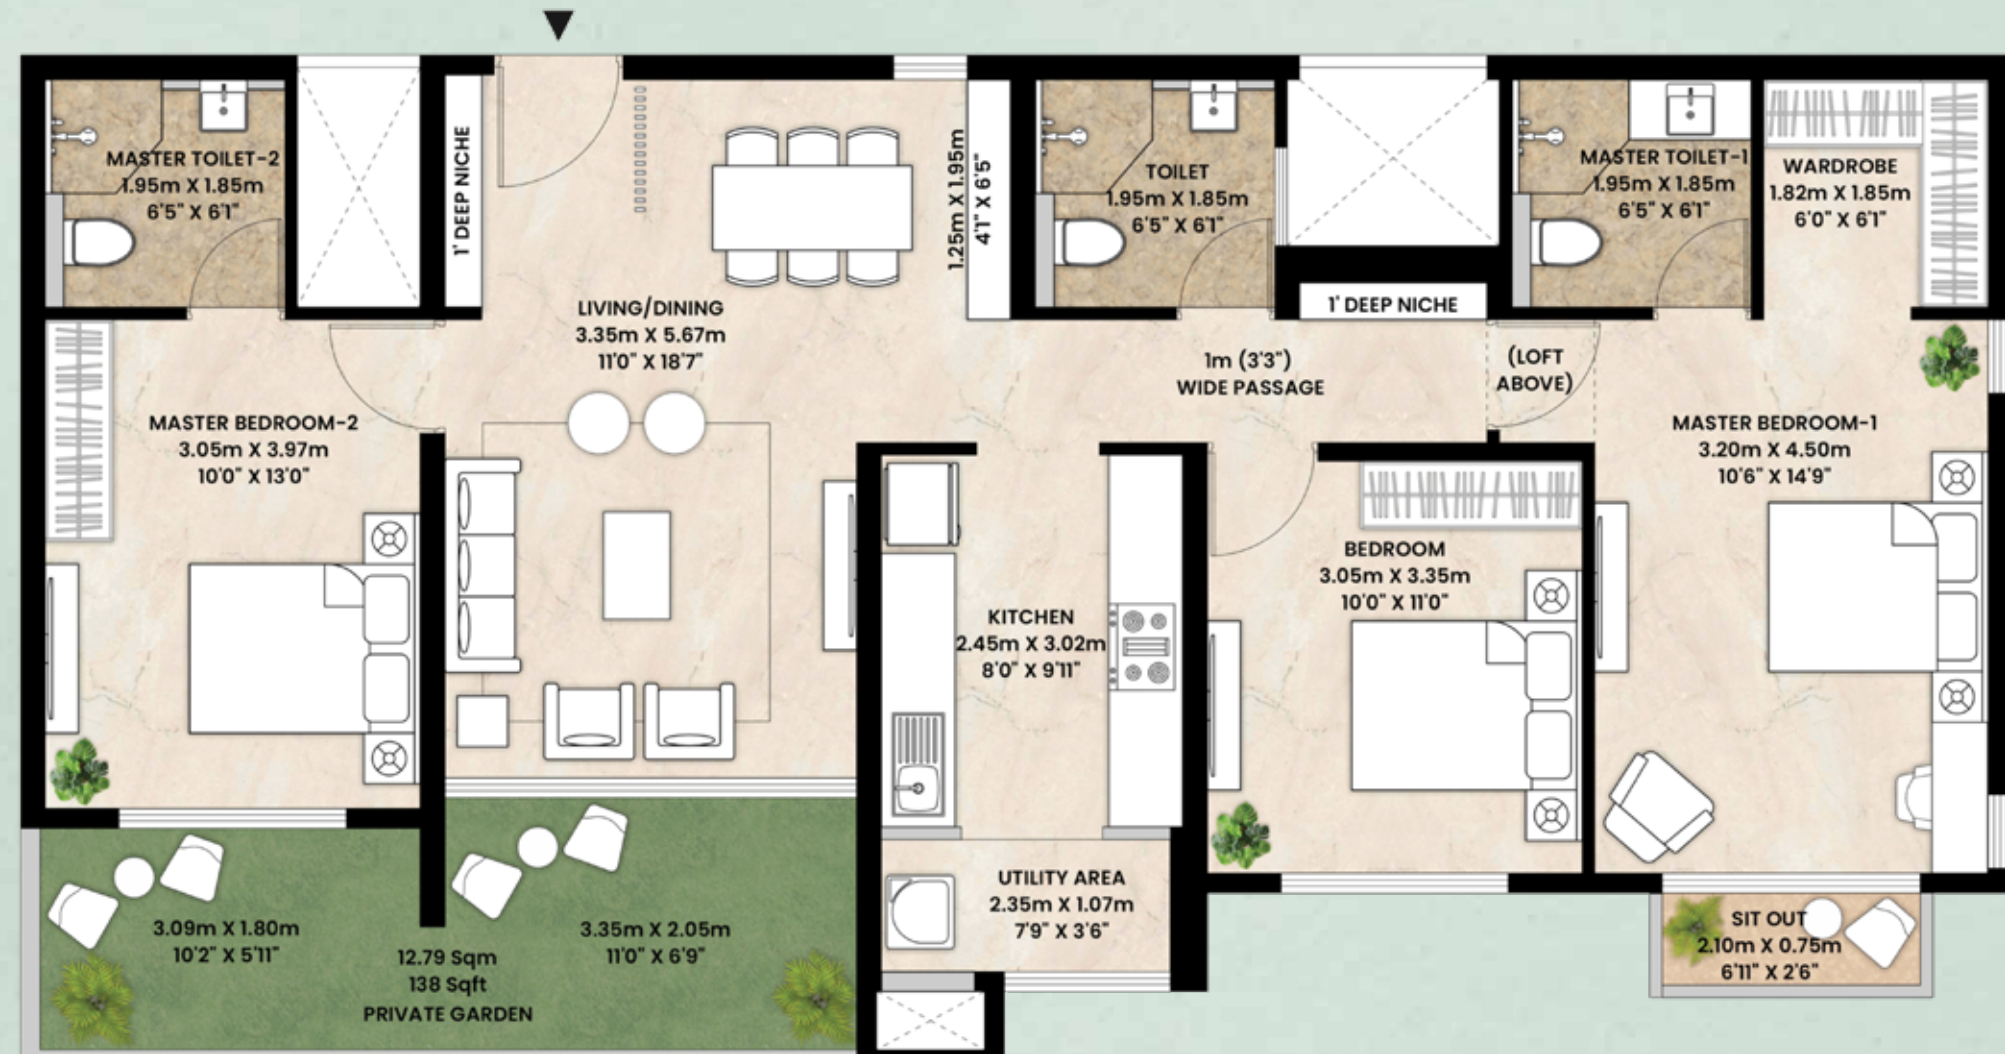 MASTER TOILET-2
1.95m X 1.85m
6'5" X 6'1"
1' DEEP NICHE
LIVING/DINING
3.35m X 5.67m
11'0" X 18'7"
1.25m X 1.95m
4'1" X 6'5"
TOILET
1.95m X 1.85m
6'5" X 6'1"
1' DEEP NICHE
MASTER TOILET-1
1.95m X 1.85m
6'5" X 6'1"
WARDROBE
1.82m X 1.85m
6'0" X 6'1"
1m (3'3")
WIDE PASSAGE
(LOFT
ABOVE)
MASTER BEDROOM-2
3.05m X 3.97m
10'0" X 13'0"
MASTER BEDROOM-1
3.20m X 4.50m
10'6" X 14'9"
BEDROOM
3.05m X 3.35m
10'0" X 11'0"
KITCHEN
2.45m X 3.02m
8'0" X 9'11"
UTILITY AREA
2.35m X 1.07m
7'9" X 3'6"
3.09m X 1.80m
10'2" X 5'11"
12.79 Sqm
138 Sqft
PRIVATE GARDEN
3.35m X 2.05m
11'0" X 6'9"
SIT OUT
2.10m X 0.75m
6'11" X 2'6"